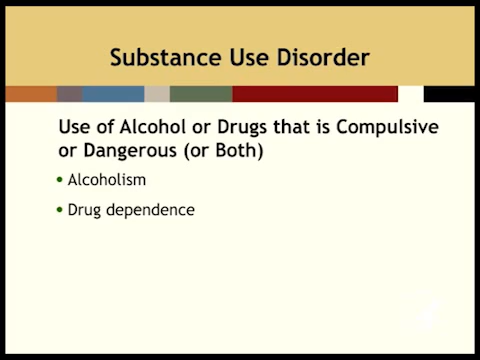 Substance Use Disorder
Use of Alcohol or Drugs that is Compulsive
or Dangerous (or Both)
• Alcoholism
• Drug dependence